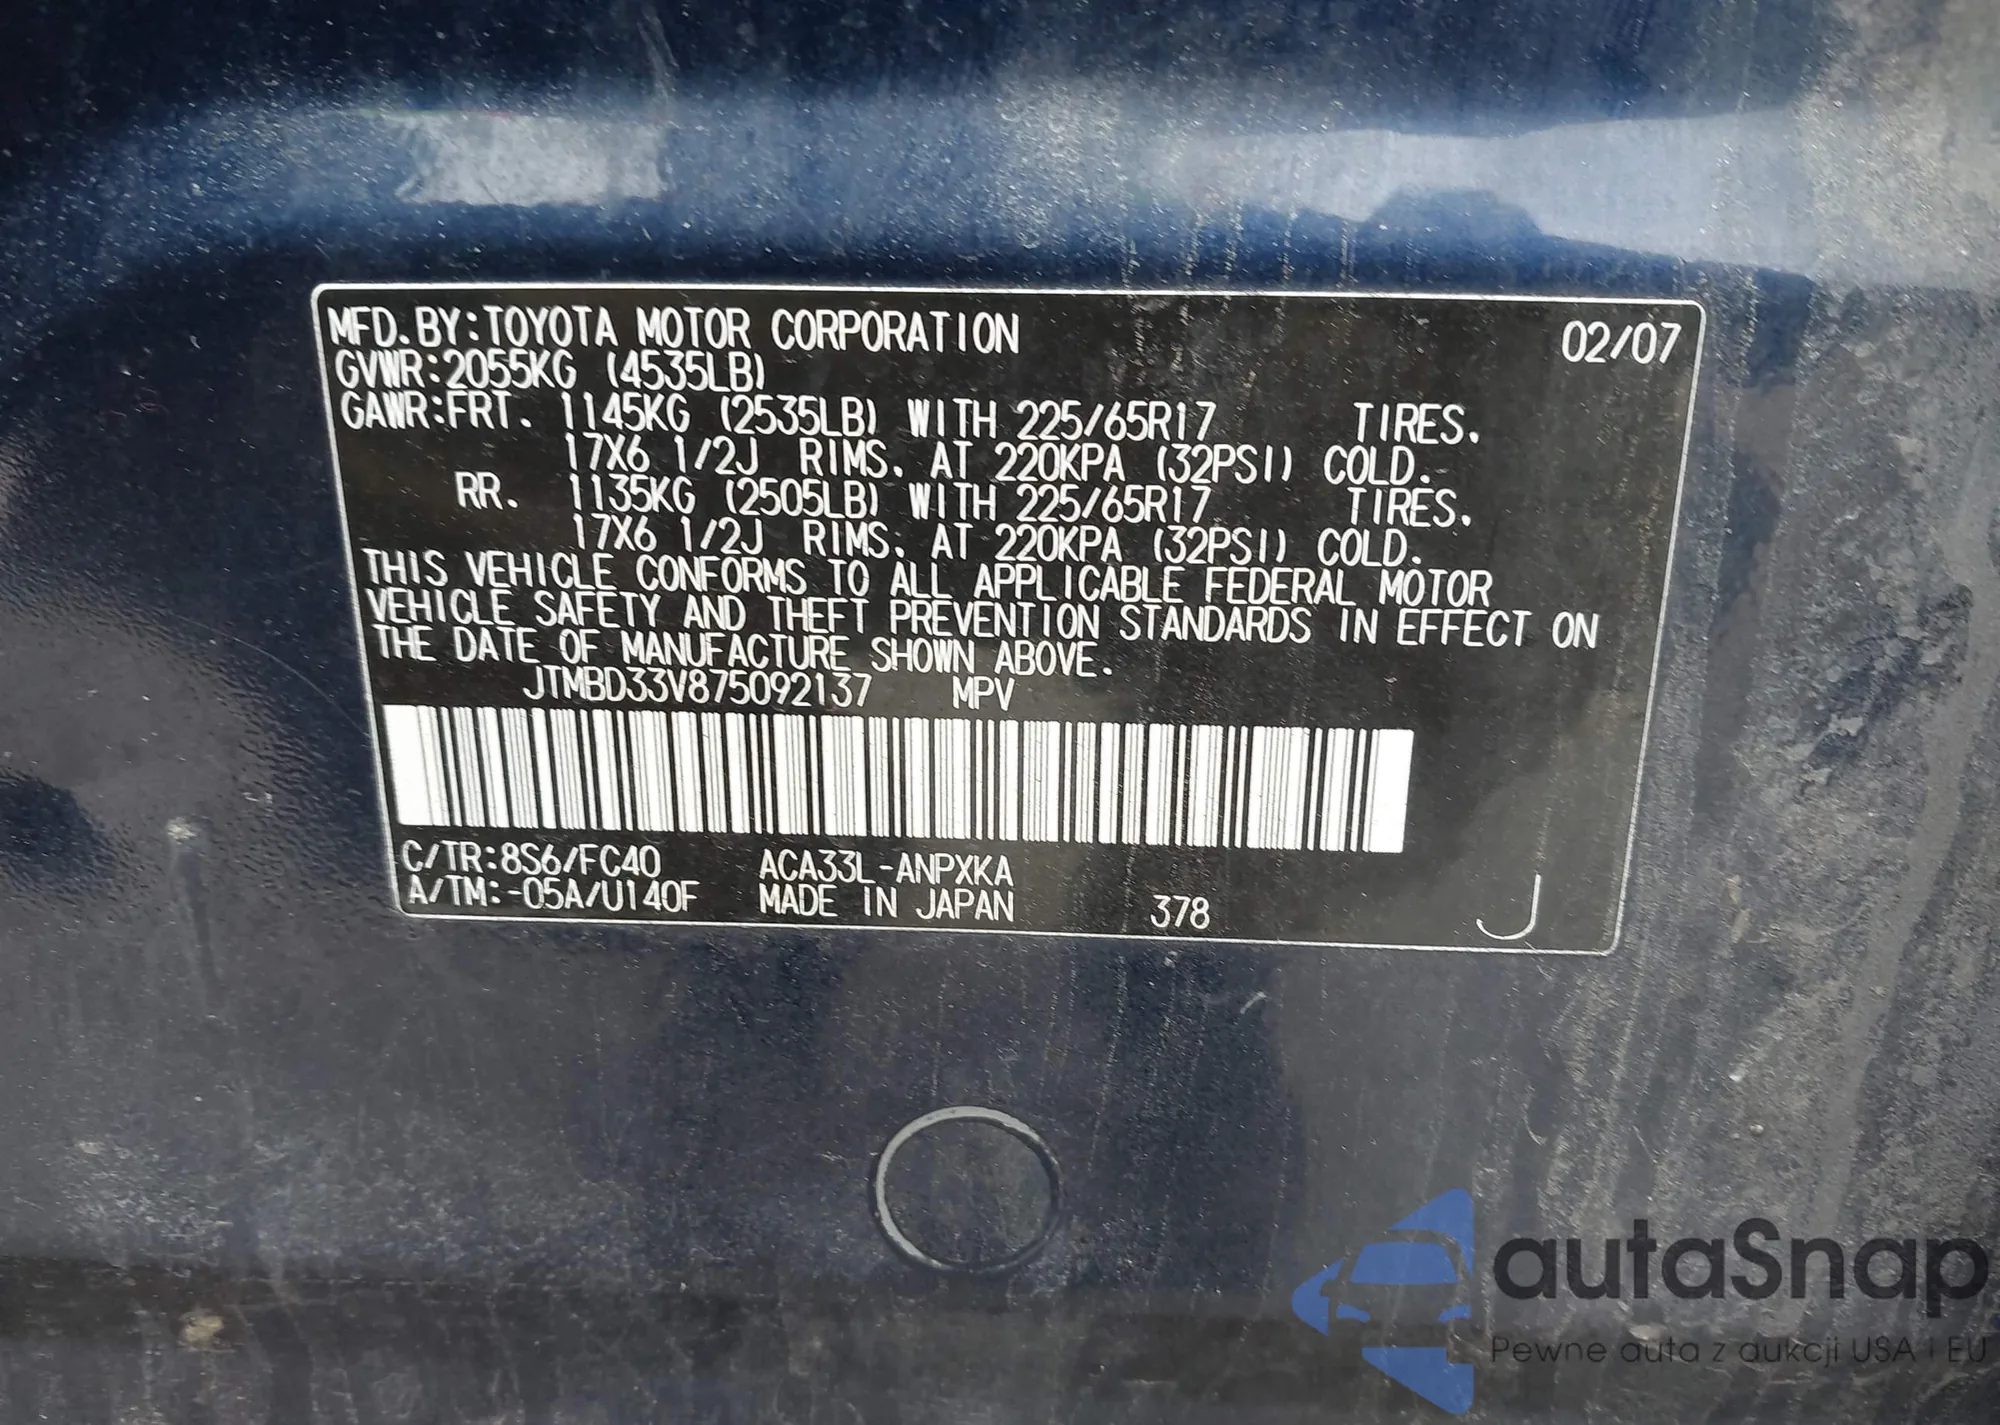 MFD.BY:TOYOTA MOTOR CORPORATION 02/07
GVWR:2055KG (4535LB)
GAWR:FRT. 1145KG (2535LB) WITH 225/65R17 TIRES.
17X6 1/2J RIMS. AT 220KPA (32PSI) COLD.
RR. 1135KG (2505LB) WITH 225/65R17 TIRES.
17X6 1/2J RIMS. AT 220KPA (32PSI) COLD.
THIS VEHICLE CONFORMS TO ALL APPLICABLE FEDERAL MOTOR
VEHICLE SAFETY AND THEFT PREVENTION STANDARDS IN EFFECT ON
THE DATE OF MANUFACTURE SHOWN ABOVE.
JTMBD33V875092137 MPV
C/TR:8S6/FC40 ACA33L-ANPXKA
A/TM:-05A/U140F MADE IN JAPAN 378 J
autaSnap
Pewne auta z aukcji USA i EU